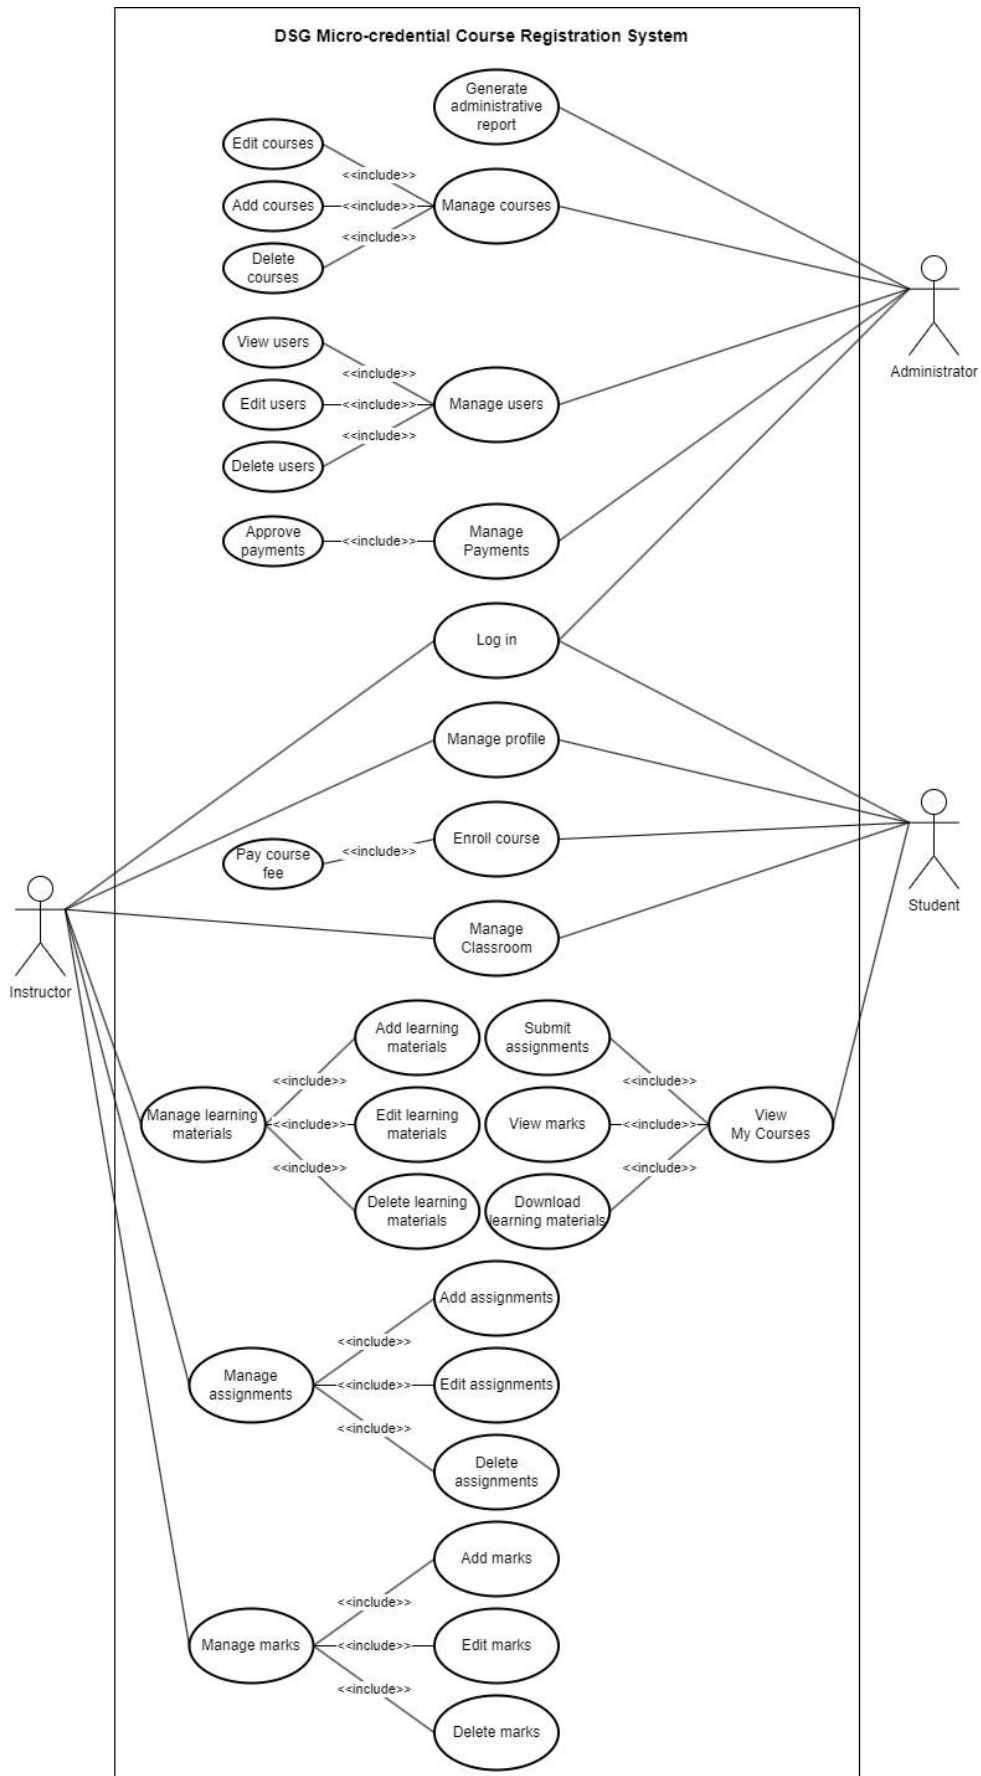 DSG Micro-credential Course Registration System
Generate
administrative
report
Edit courses
<<include>>
Add courses
<<include>>
Manage courses
<<include>>
Delete
courses
Administrator
View users
<<include>>
Edit users
<<include>>
Manage users
<<include>>
Delete users
Approve
payments
<<include>>
Manage
Payments
Log in
Manage profile
Enroll course
<<include>>
Pay course
fee
Student
Manage
Classroom
Instructor
Add learning
materials
Submit
assignments
<<include>>
<<include>>
Manage learning
materials
<<include>>
Edit learning
materials
View marks
<<include>>
View
My Courses
<<include>>
<<include>>
Delete learning
materials
Download
learning materials
Add assignments
<<include>>
Manage
assignments
<<include>>
Edit assignments
<<include>>
Delete
assignments
Add marks
<<include>>
Manage marks
<<include>>
Edit marks
<<include>>
Delete marks